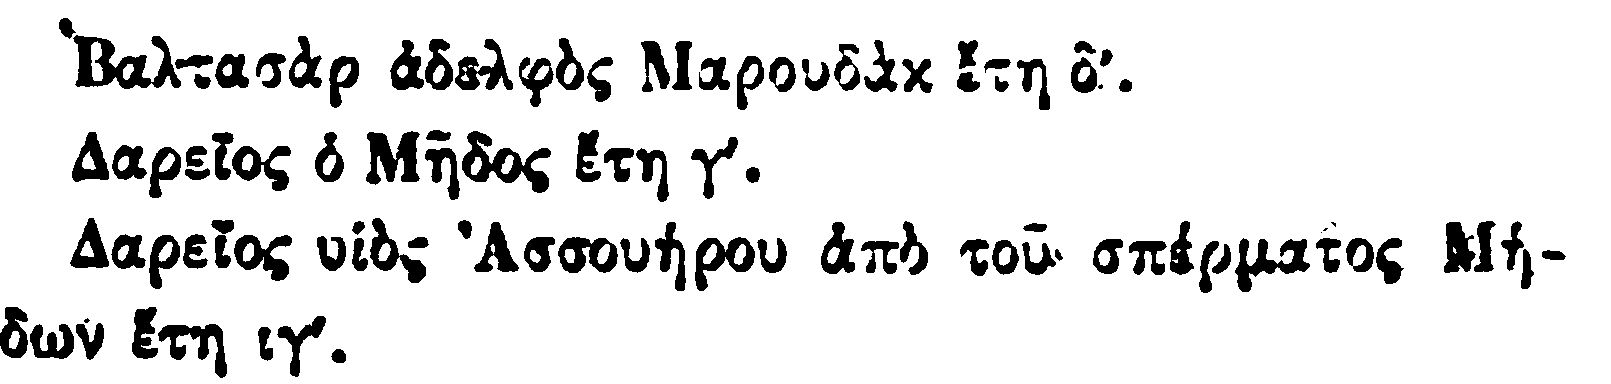 Βαλτασὰρ ἀδελφὸς Μαρουδὰκ ἔτη δ'.
Δαρεῖος ὁ Μῆδος ἔτη γ'.
Δαρεῖος υἱὸς Ἀσσουήρου ἀπὸ τοῦ σπέρματος Μή-
δων ἔτη ιγ'.